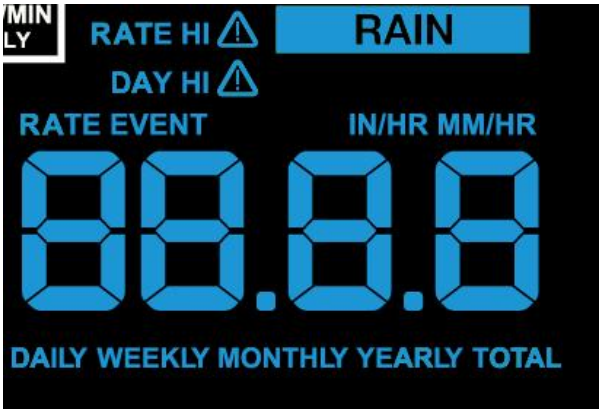 /MIN
LY
RATE HI RAIN
DAY HI
RATE EVENT IN/HR MM/HR
88.8.8
DAILY WEEKLY MONTHLY YEARLY TOTAL